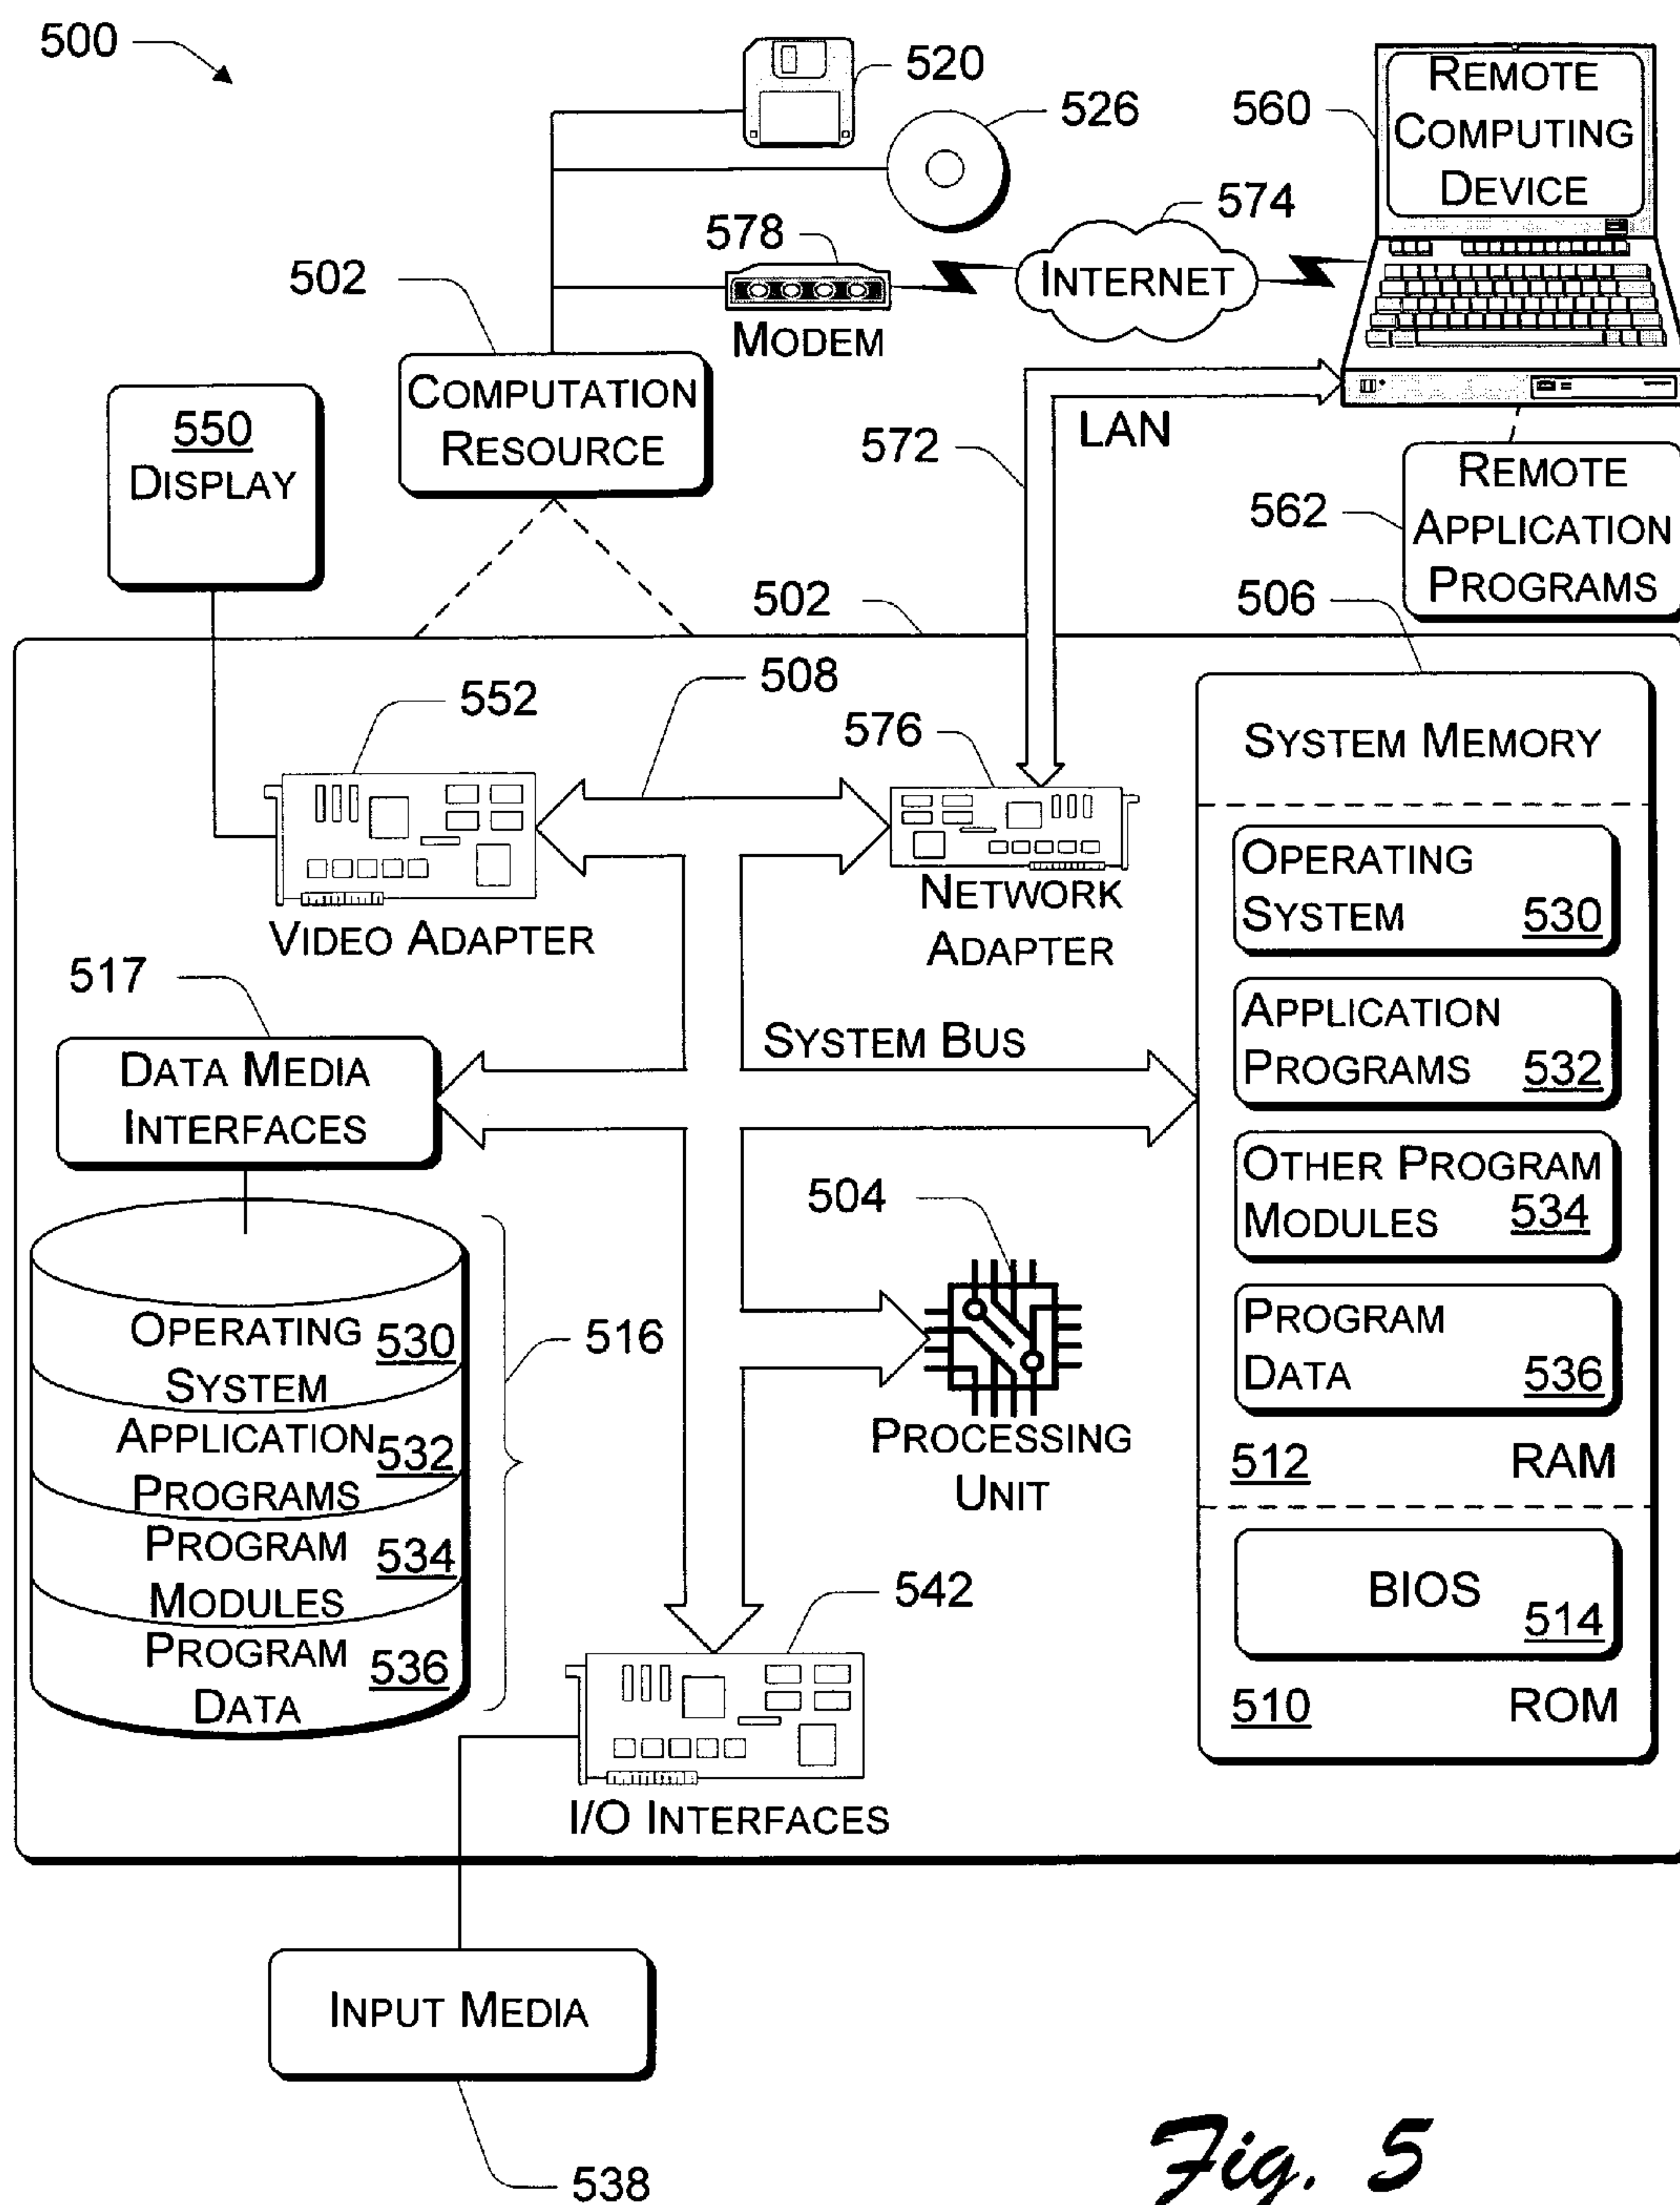 500
520
526
560
REMOTE
COMPUTING
DEVICE
574
578
INTERNET
MODEM
502
COMPUTATION
RESOURCE
550
DISPLAY
LAN
572
REMOTE
APPLICATION
PROGRAMS
562
502
506
508
552
576
SYSTEM MEMORY
VIDEO ADAPTER
NETWORK
ADAPTER
OPERATING
SYSTEM 530
517
DATA MEDIA
INTERFACES
SYSTEM BUS
APPLICATION
PROGRAMS 532
OTHER PROGRAM
MODULES 534
504
PROCESSING
UNIT
PROGRAM
DATA 536
512 RAM
OPERATING 530
SYSTEM
APPLICATION 532
PROGRAMS
PROGRAM 534
MODULES
PROGRAM 536
DATA
516
BIOS
514
510 ROM
542
I/O INTERFACES
INPUT MEDIA
538
Fig. 5